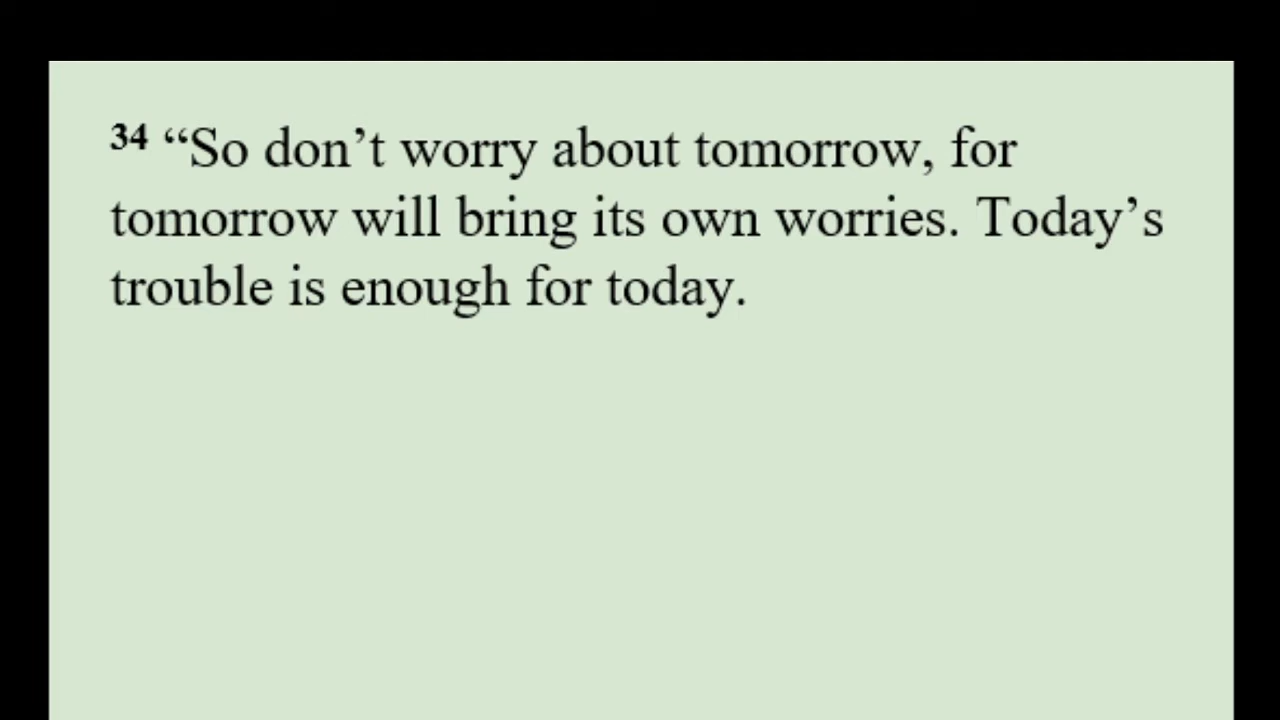 34 “So don’t worry about tomorrow, for
tomorrow will bring its own worries. Today’s
trouble is enough for today.